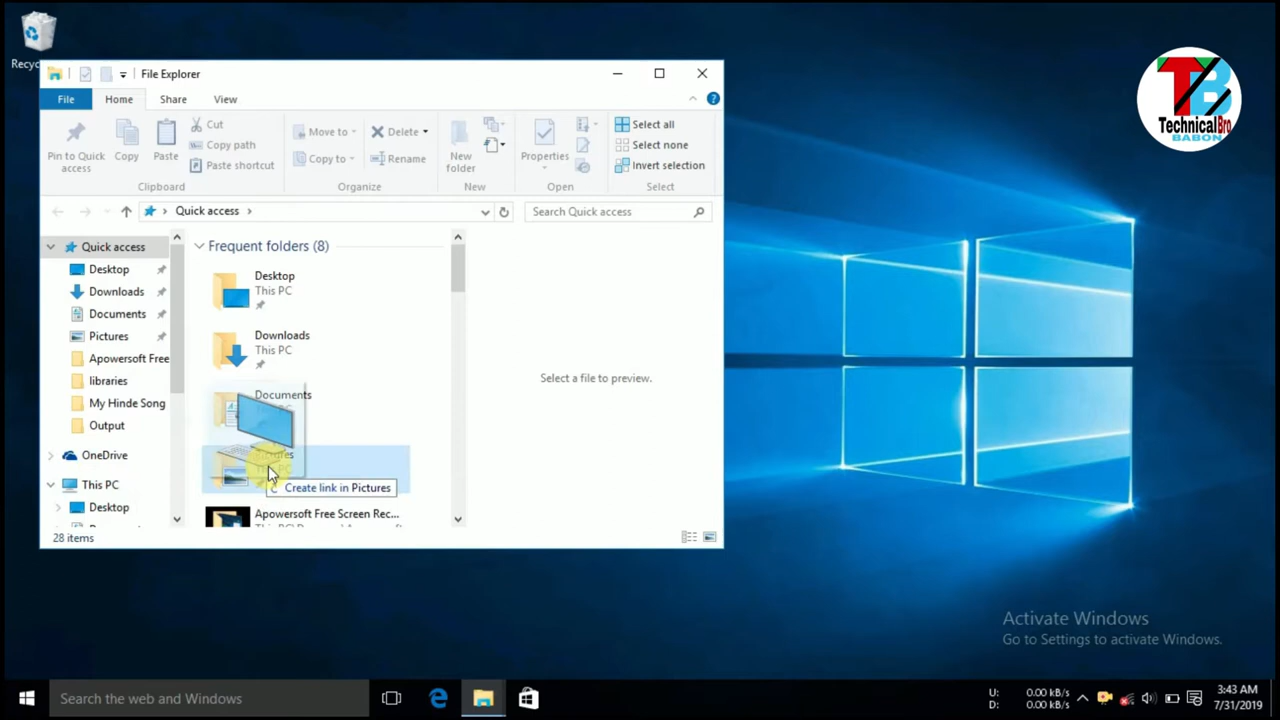 Recyc
File Explorer
File Home Share View
Pin to Quick access
Copy
Paste
Cut
Copy path
Paste shortcut
Clipboard
Move to
Copy to
Delete
Rename
Organize
New folder
New
Properties
Open
Select all
Select none
Invert selection
Select
Quick access
Search Quick access
Quick access
Desktop
Downloads
Documents
Pictures
Apowersoft Free
libraries
My Hinde Song
Output
OneDrive
This PC
Desktop
Frequent folders (8)
Desktop
This PC
Downloads
This PC
Documents
Create link in Pictures
Apowersoft Free Screen Rec...
Select a file to preview.
28 items
TB
TechnicalBro
BABON
Activate Windows
Go to Settings to activate Windows.
Search the web and Windows
U: 0.00 kB/s
D: 0.00 kB/s
3:43 AM
7/31/2019